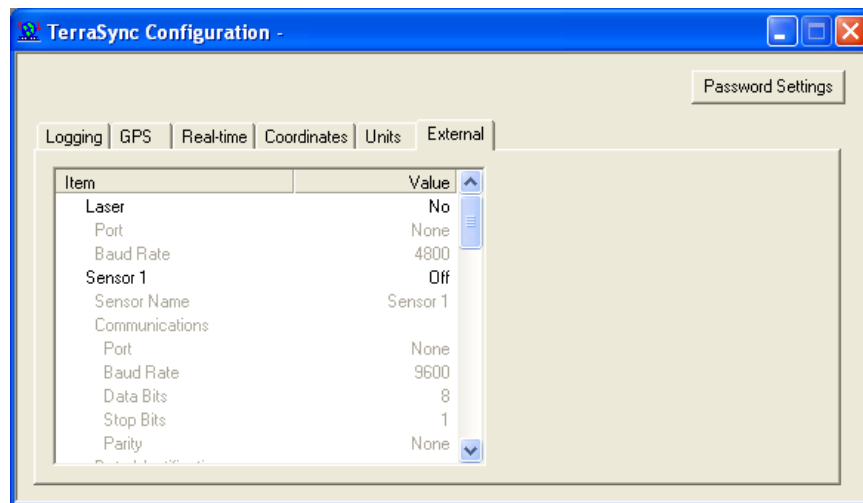 TerraSync Configuration -
Password Settings
Logging GPS Real-time Coordinates Units External
Item Value
Laser No
Port None
Baud Rate 4800
Sensor 1 Off
Sensor Name Sensor 1
Communications
Port None
Baud Rate 9600
Data Bits 8
Stop Bits 1
Parity None